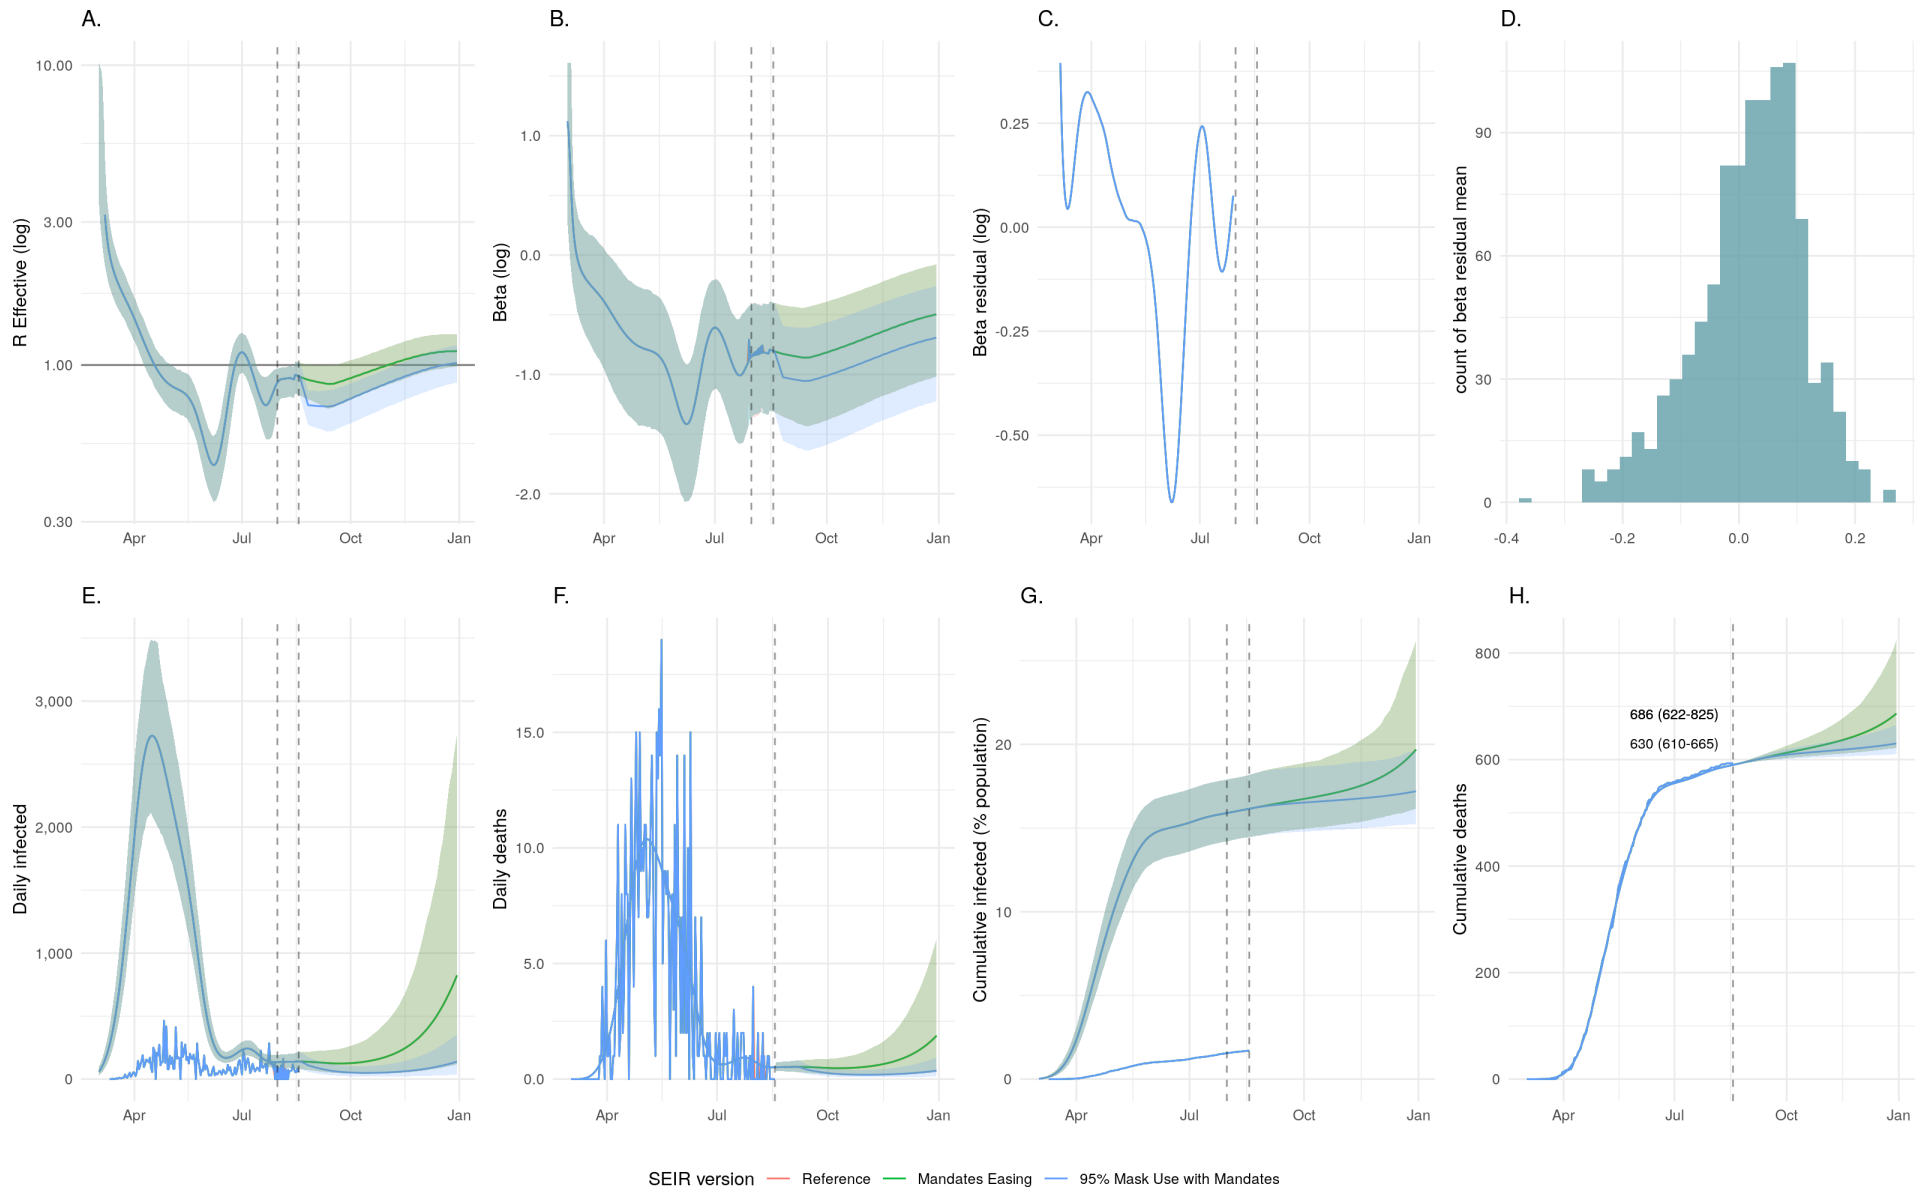 A.
B.
C.
D.
R Effective (log)
10.00
3.00
1.00
0.30
Apr
Jul
Oct
Jan
Beta (log)
1.0
0.0
-1.0
-2.0
Apr
Jul
Oct
Jan
Beta residual (log)
0.25
0.00
-0.25
-0.50
Apr
Jul
Oct
Jan
count of beta residual mean
90
60
30
0
-0.4
-0.2
0.0
0.2
E.
F.
G.
H.
Daily infected
3,000
2,000
1,000
0
Apr
Jul
Oct
Jan
Daily deaths
15.0
10.0
5.0
0.0
Apr
Jul
Oct
Jan
Cumulative infected (% population)
20
10
0
Apr
Jul
Oct
Jan
Cumulative deaths
800
600
400
200
0
686 (622-825)
630 (610-665)
Apr
Jul
Oct
Jan
SEIR version
Reference
Mandates Easing
95% Mask Use with Mandates